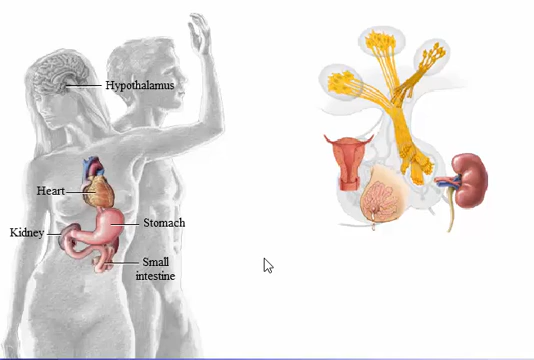 Hypothalamus
Heart
Stomach
Kidney
Small
intestine